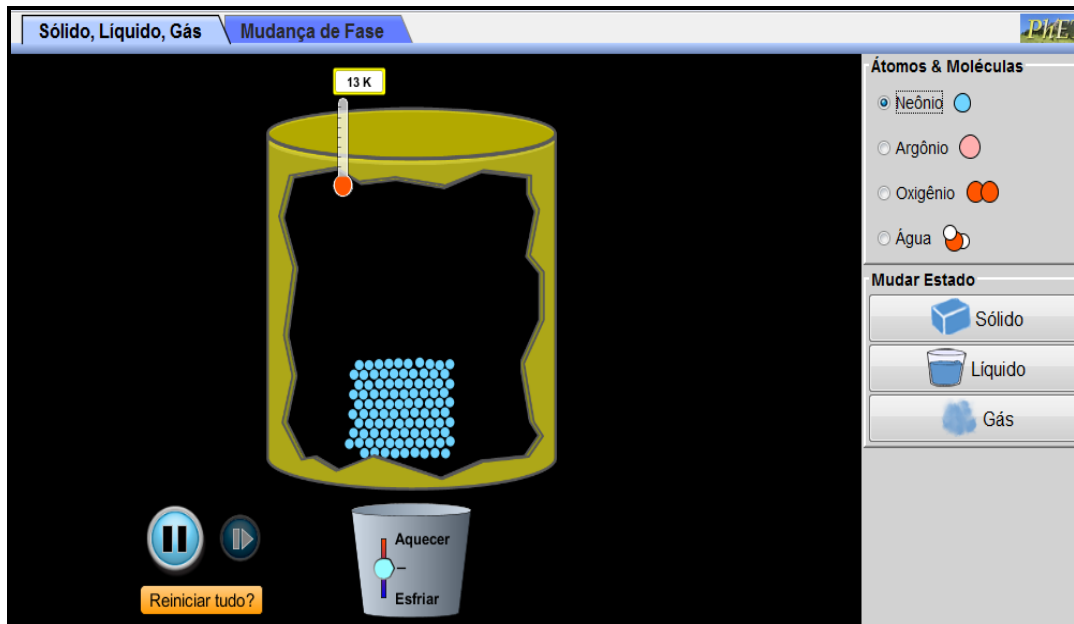 Sólido, Líquido, Gás
Mudança de Fase
PhET
13 K
Átomos & Moléculas
Neônio
Argônio
Oxigênio
Água
Mudar Estado
Sólido
Líquido
Gás
Aquecer
Esfriar
Reiniciar tudo?